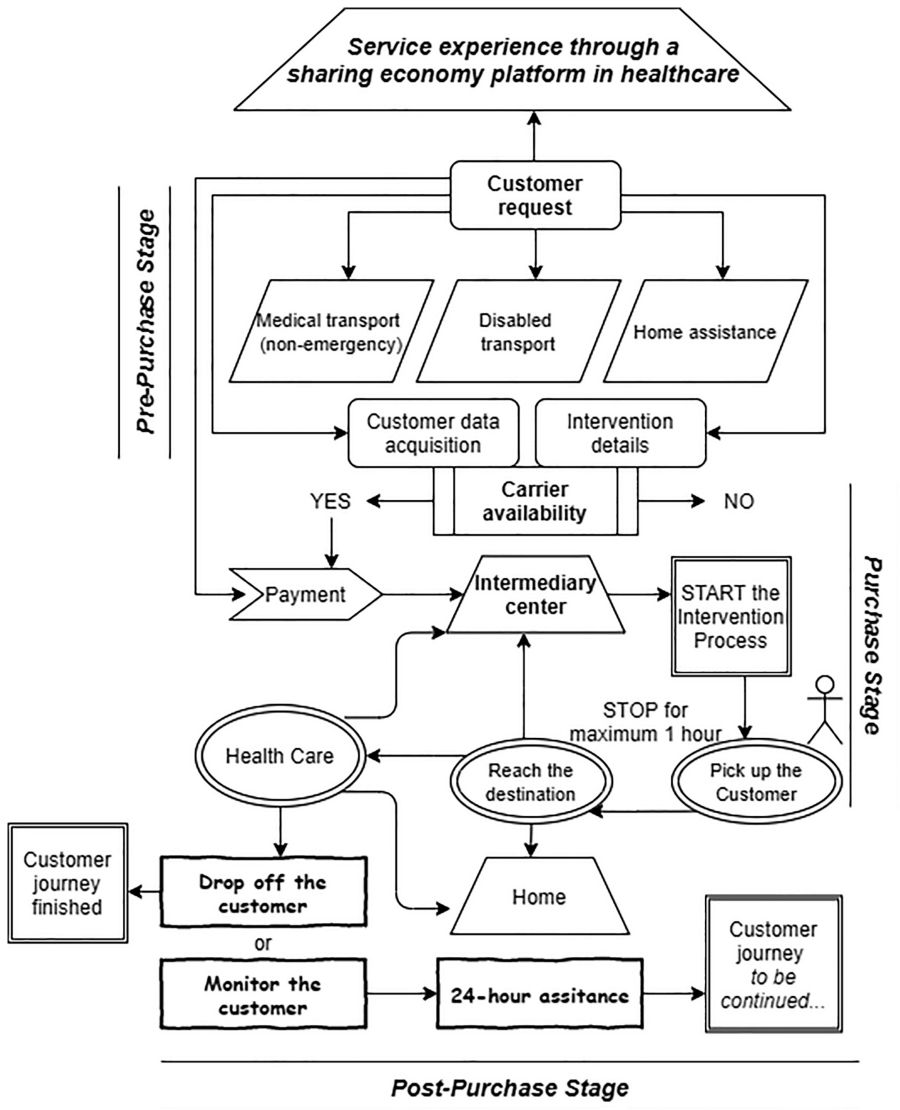 Service experience through a
sharing economy platform in healthcare
Customer
request
Pre-Purchase Stage
Medical transport
(non-emergency)
Disabled
transport
Home assistance
Customer data
acquisition
Intervention
details
YES
Carrier
availability
NO
Payment
Intermediary
center
START the
Intervention
Process
Purchase Stage
STOP for
maximum 1 hour
Health Care
Reach the
destination
Pick up the
Customer
Customer
journey
finished
Drop off the
customer
Home
or
Monitor the
customer
24-hour assitance
Customer
journey
to be
continued...
Post-Purchase Stage